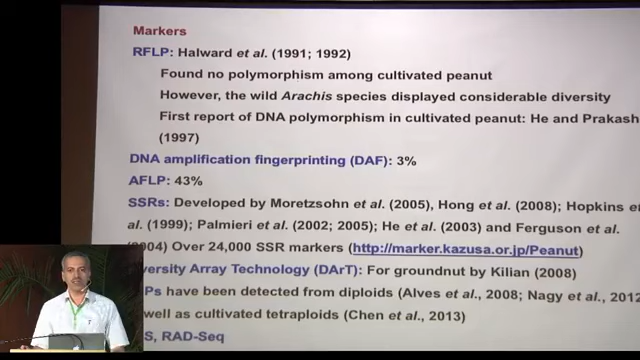 Markers
RFLP: Halward et al. (1991; 1992)
Found no polymorphism among cultivated peanut
However, the wild Arachis species displayed considerable diversity
First report of DNA polymorphism in cultivated peanut: He and Prakash
(1997)
DNA amplification fingerprinting (DAF): 3%
AFLP: 43%
SSRs: Developed by Moretzsohn et al. (2005), Hong et al. (2008); Hopkins e
al. (1999); Palmieri et al. (2002; 2005); He et al. (2003) and Ferguson et al.
2004) Over 24,000 SSR markers (http://marker.kazusa.or.jp/Peanut)
versity Array Technology (DArT): For groundnut by Kilian (2008)
Ps have been detected from diploids (Alves et al., 2008; Nagy et al., 2012
well as cultivated tetraploids (Chen et al., 2013)
S, RAD-Seq